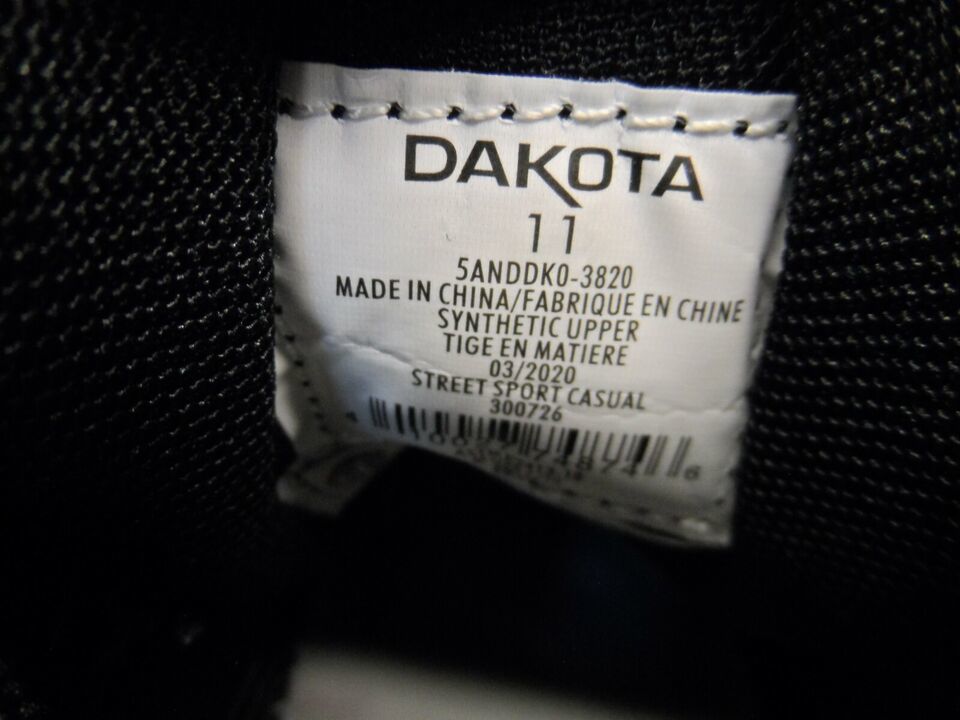 DAKOTA
11
5ANDDK0-3820
MADE IN CHINA/FABRIQUE EN CHINE
SYNTHETIC UPPER
TIGE EN MATIERE
03/2020
STREET SPORT CASUAL
300726